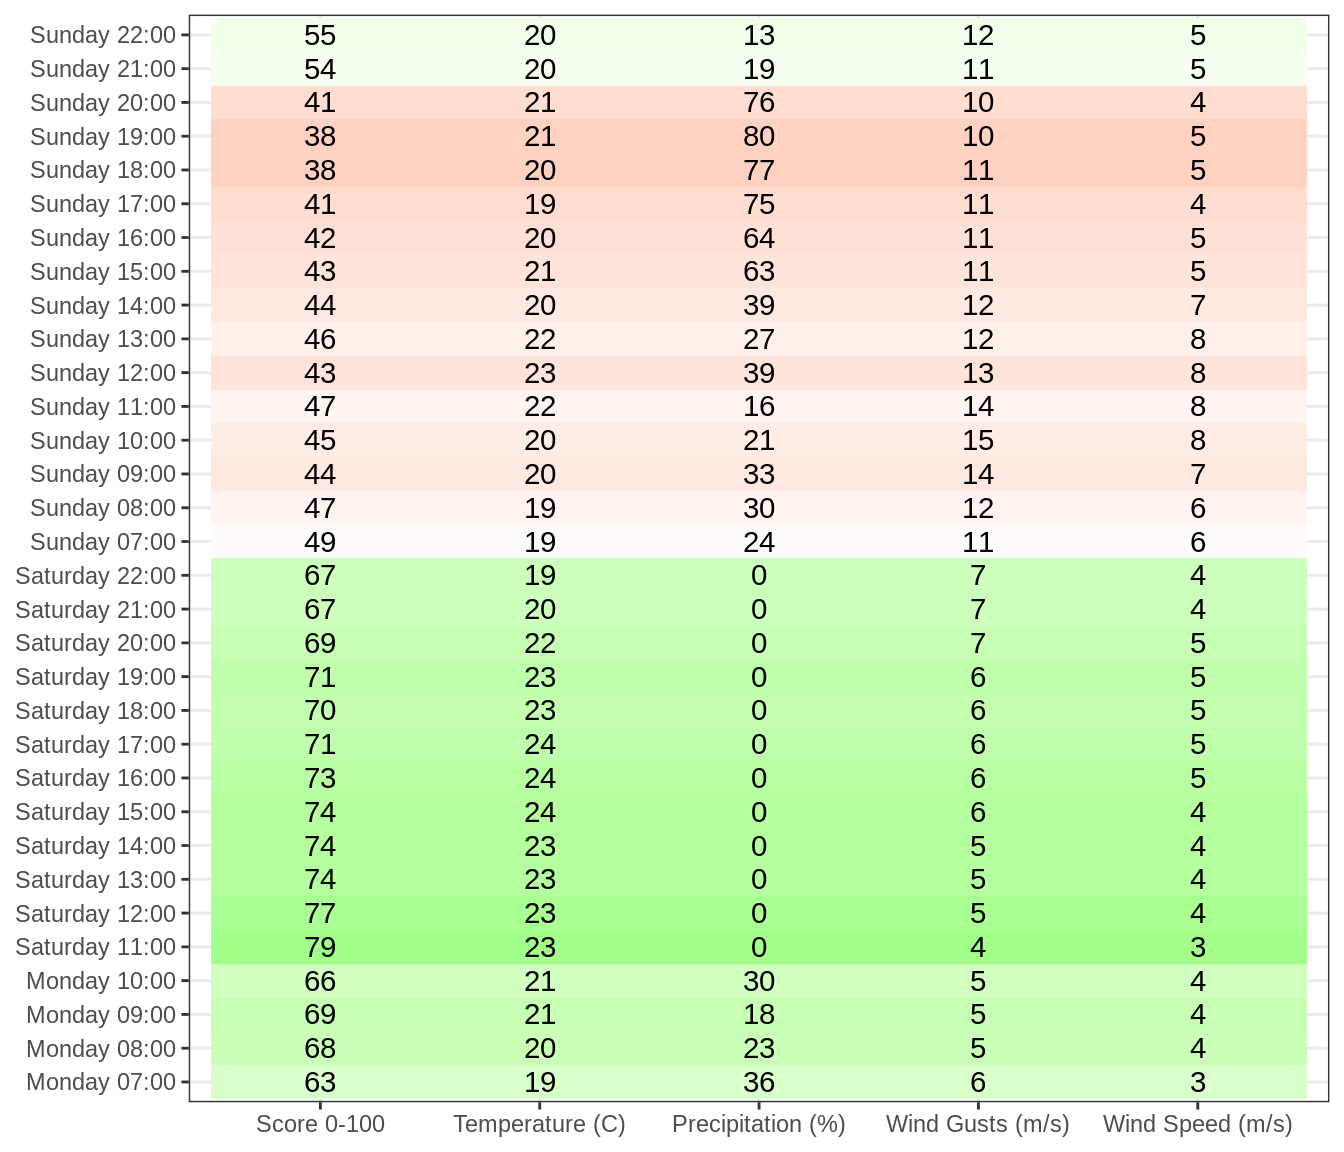 Sunday 22:00 55 20 13 12 5
Sunday 21:00 54 20 19 11 5
Sunday 20:00 41 21 76 10 4
Sunday 19:00 38 21 80 10 5
Sunday 18:00 38 20 77 11 5
Sunday 17:00 41 19 75 11 4
Sunday 16:00 42 20 64 11 5
Sunday 15:00 43 21 63 11 5
Sunday 14:00 44 20 39 12 7
Sunday 13:00 46 22 27 12 8
Sunday 12:00 43 23 39 13 8
Sunday 11:00 47 22 16 14 8
Sunday 10:00 45 20 21 15 8
Sunday 09:00 44 20 33 14 7
Sunday 08:00 47 19 30 12 6
Sunday 07:00 49 19 24 11 6
Saturday 22:00 67 19 0 7 4
Saturday 21:00 67 20 0 7 4
Saturday 20:00 69 22 0 7 5
Saturday 19:00 71 23 0 6 5
Saturday 18:00 70 23 0 6 5
Saturday 17:00 71 24 0 6 5
Saturday 16:00 73 24 0 6 5
Saturday 15:00 74 24 0 6 4
Saturday 14:00 74 23 0 5 4
Saturday 13:00 74 23 0 5 4
Saturday 12:00 77 23 0 5 4
Saturday 11:00 79 23 0 4 3
Monday 10:00 66 21 30 5 4
Monday 09:00 69 21 18 5 4
Monday 08:00 68 20 23 5 4
Monday 07:00 63 19 36 6 3
Score 0-100 Temperature (C) Precipitation (%) Wind Gusts (m/s) Wind Speed (m/s)